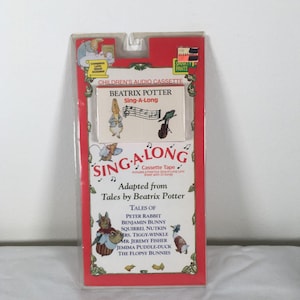 CHILDREN'S AUDIO CASSETTE
BEATRIX POTTER
Sing-A-Long
SING-A-LONG
Cassette Tape
Adapted from
Tales by Beatrix Potter
TALES OF
PETER RABBIT
BENJAMIN BUNNY
SQUIRREL NUTKIN
MRS. TIGGY-WINKLE
MR. JEREMY FISHER
JEMIMA PUDDLE-DUCK
THE FLOPSY BUNNIES